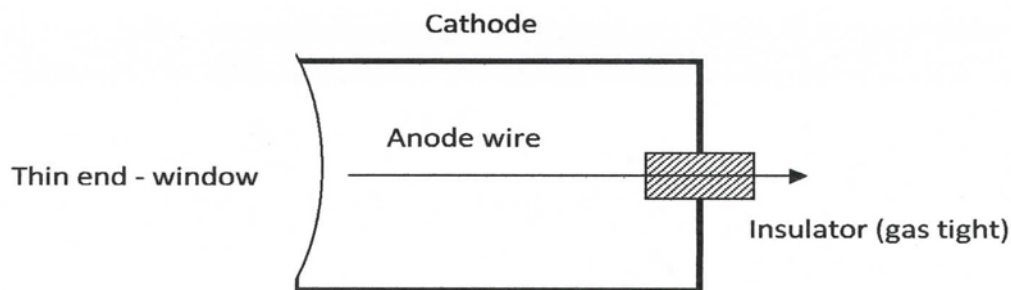 Cathode
Anode wire
Thin end - window
Insulator (gas tight)